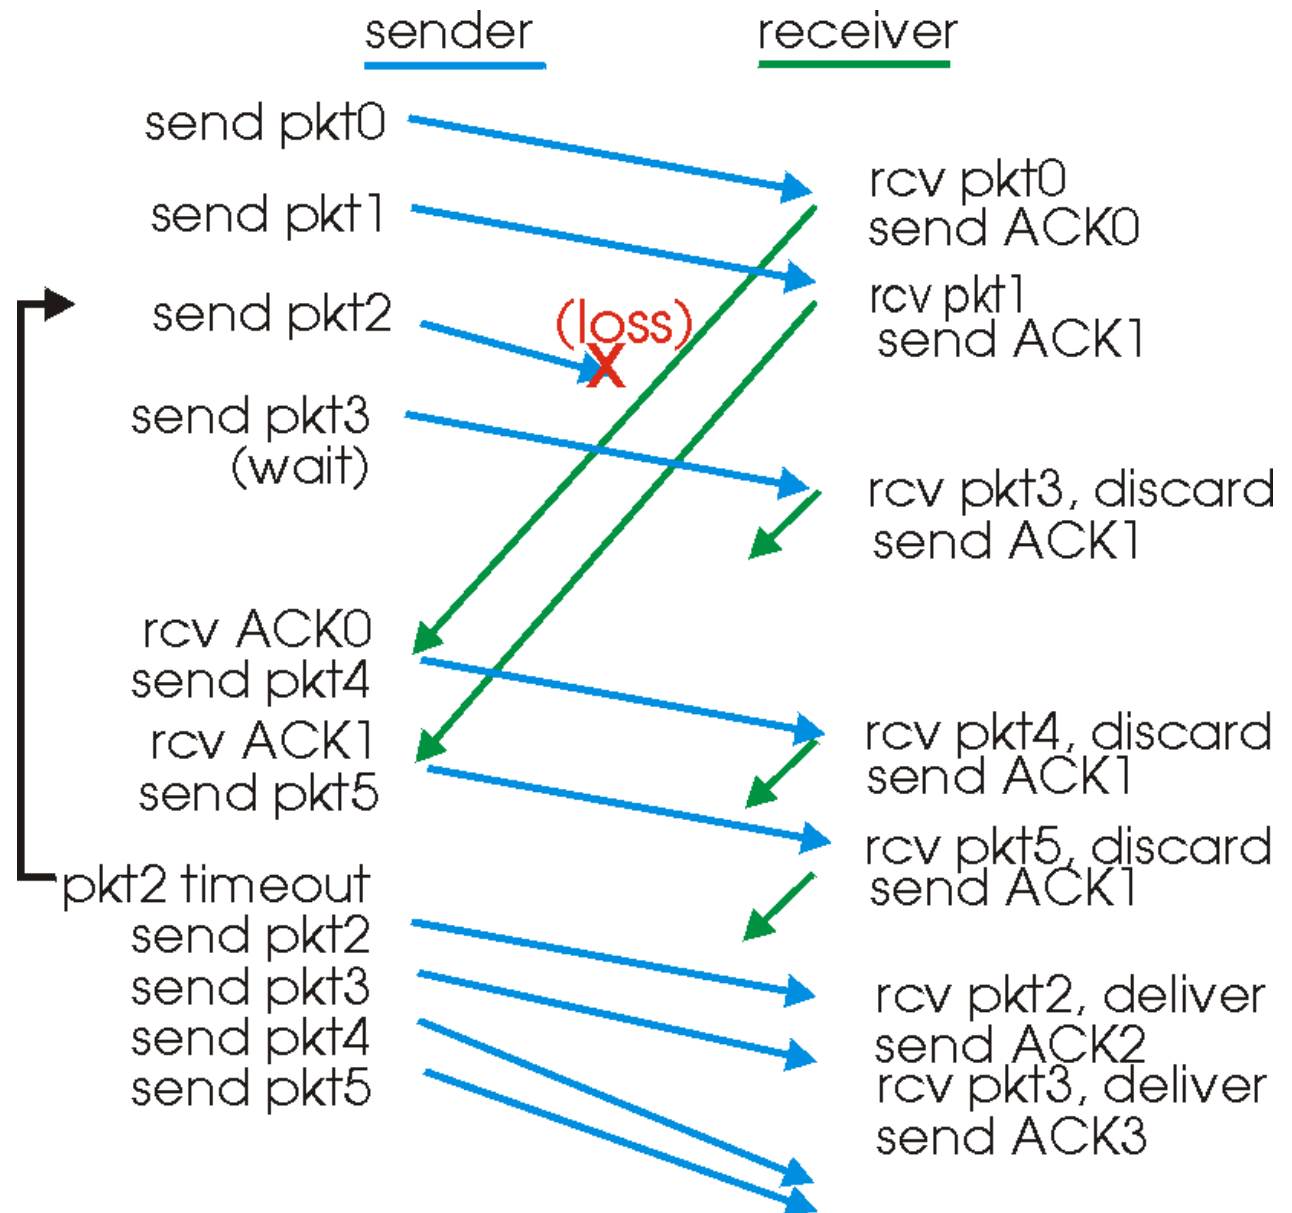 sender
receiver
send pkt0
rcv pkt0
send ACK0
send pkt1
rcv pkt1
send ACK1
send pkt2
(loss)
X
send pkt3
(wait)
rcv pkt3, discard
send ACK1
rcv ACK0
send pkt4
rcv ACK1
send pkt5
rcv pkt4, discard
send ACK1
rcv pkt5, discard
send ACK1
pkt2 timeout
send pkt2
send pkt3
send pkt4
send pkt5
rcv pkt2, deliver
send ACK2
rcv pkt3, deliver
send ACK3